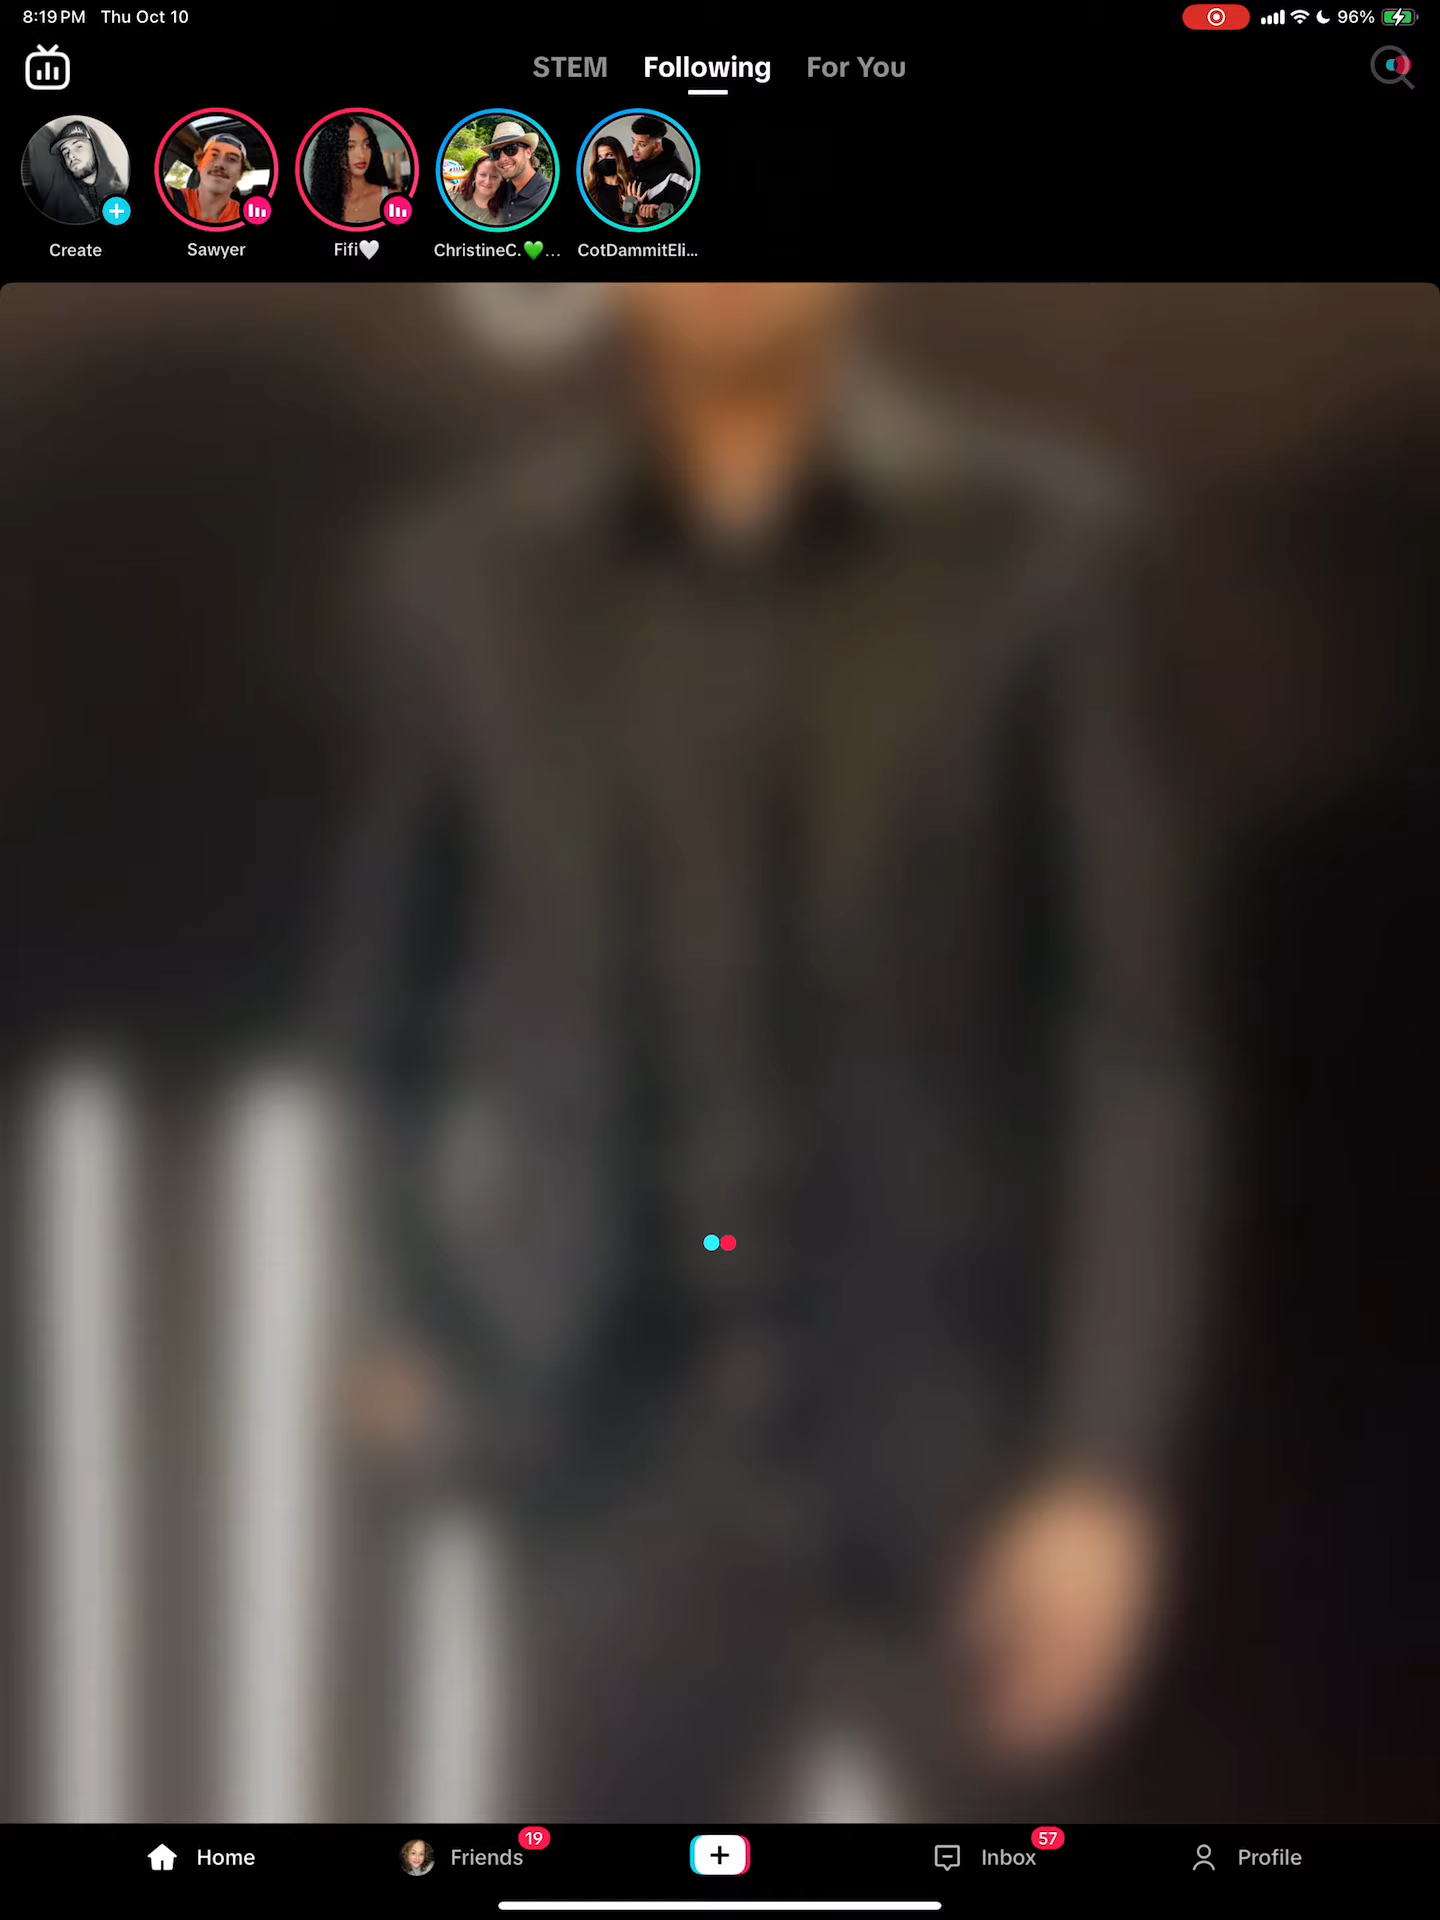 8:19 PM Thu Oct 10
96%
STEM Following For You
Create
Sawyer
Fifi🤍
ChristineC.💚...
CotDammitEli...
Home
Friends
19
Inbox
57
Profile